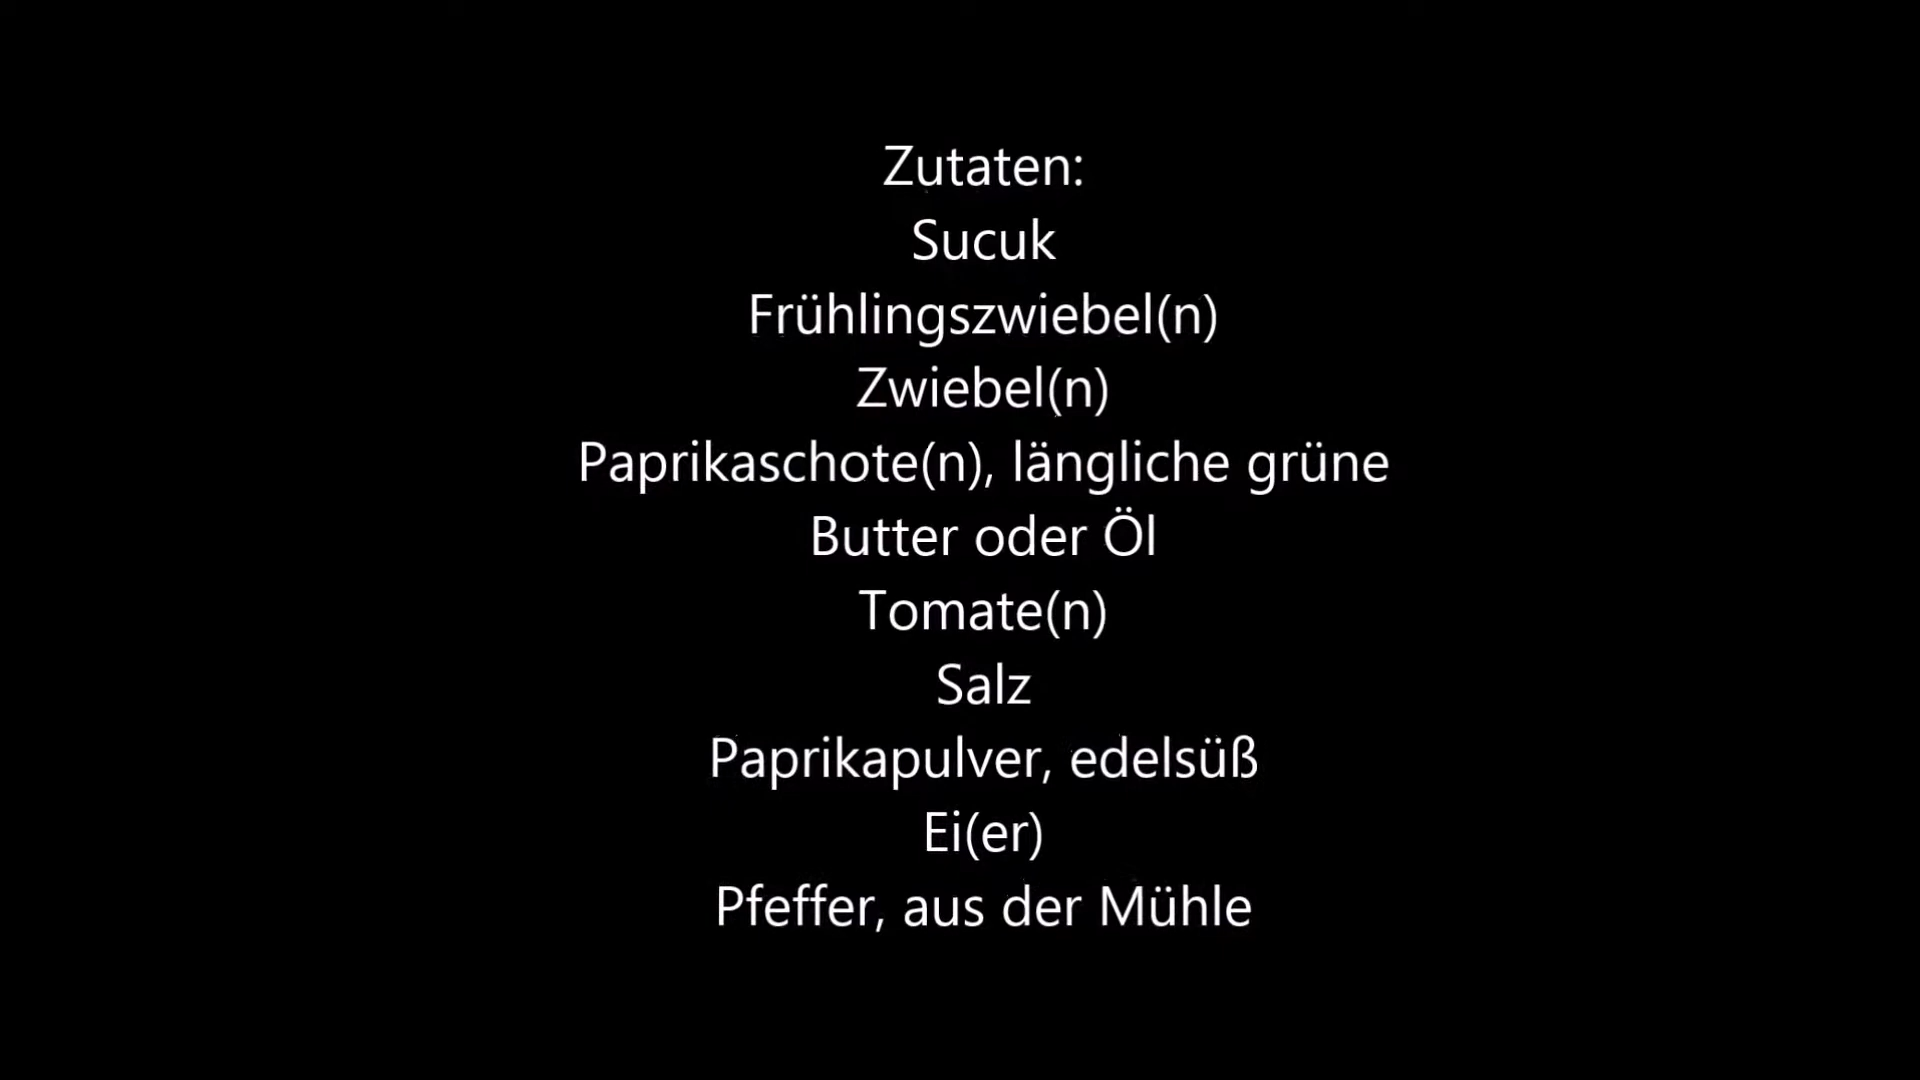 Zutaten:
Sucuk
Frühlingszwiebel(n)
Zwiebel(n)
Paprikaschote(n), längliche grüne
Butter oder Öl
Tomate(n)
Salz
Paprikapulver, edelsüß
Ei(er)
Pfeffer, aus der Mühle